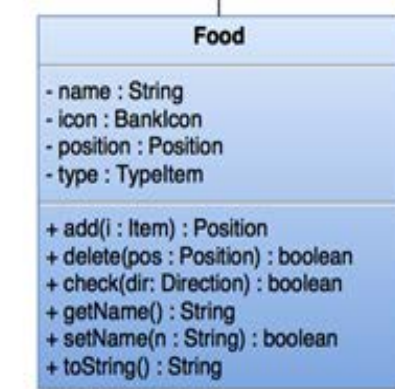 Food
- name : String
- icon : BankIcon
- position : Position
- type : TypeItem
+ add(i : Item) : Position
+ delete(pos : Position) : boolean
+ check(dir: Direction) : boolean
+ getName() : String
+ setName(n : String) : boolean
+ toString() : String